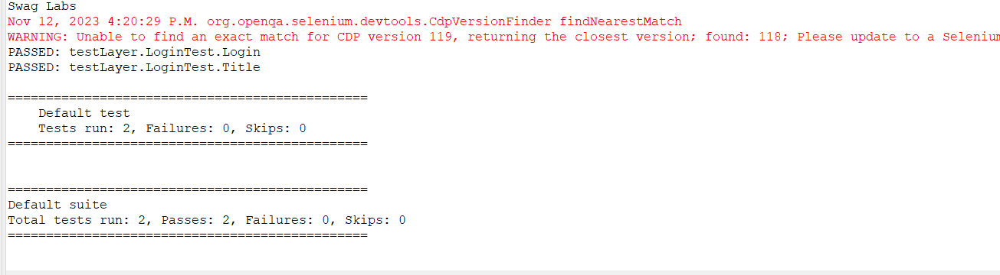 Swag Labs
Nov 12, 2023 4:20:29 P.M. org.openqa.selenium.devtools.CdpVersionFinder findNearestMatch
WARNING: Unable to find an exact match for CDP version 119, returning the closest version; found: 118; Please update to a Selenium
PASSED: testLayer.LoginTest.Login
PASSED: testLayer.LoginTest.Title
===============================================
Default test
Tests run: 2, Failures: 0, Skips: 0
===============================================
===============================================
Default suite
Total tests run: 2, Passes: 2, Failures: 0, Skips: 0
===============================================